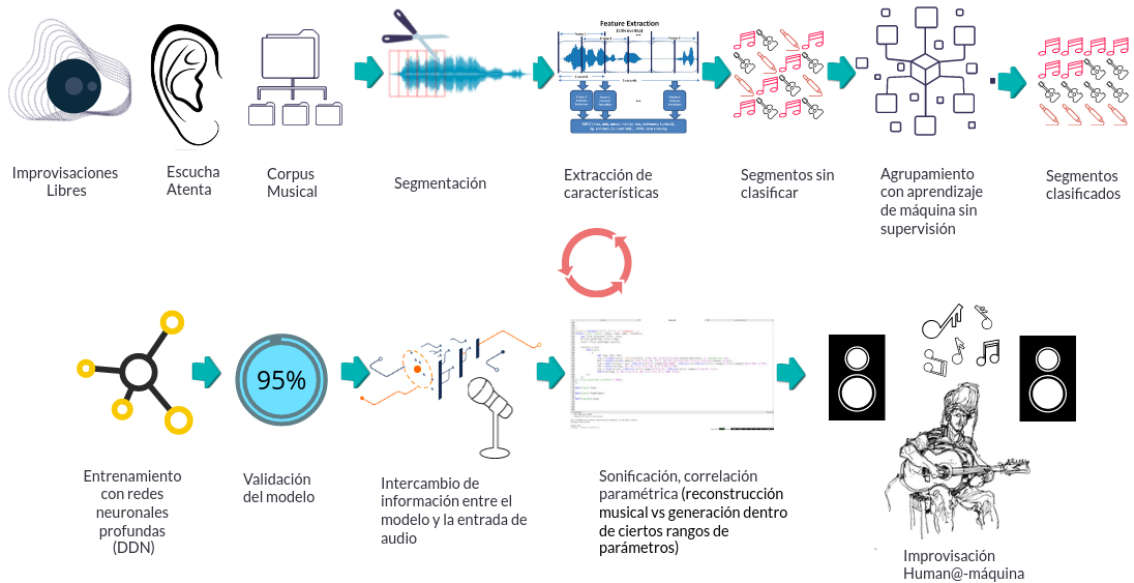 Feature Extraction
Improvisaciones
Libres
Escucha
Atenta
Corpus
Musical
Segmentación
Extracción de
características
Segmentos sin
clasificar
Agrupamiento
con aprendizaje
de máquina sin
supervisión
Segmentos
clasificados
95%
Entrenamiento
con redes
neuronales
profundas
(DDN)
Validación
del modelo
Intercambio de
información entre el
modelo y la entrada de
audio
Sonificación, correlación
paramétrica (reconstrucción
musical vs generación dentro
de ciertos rangos de
parámetros)
Improvisación
Human@-máquina